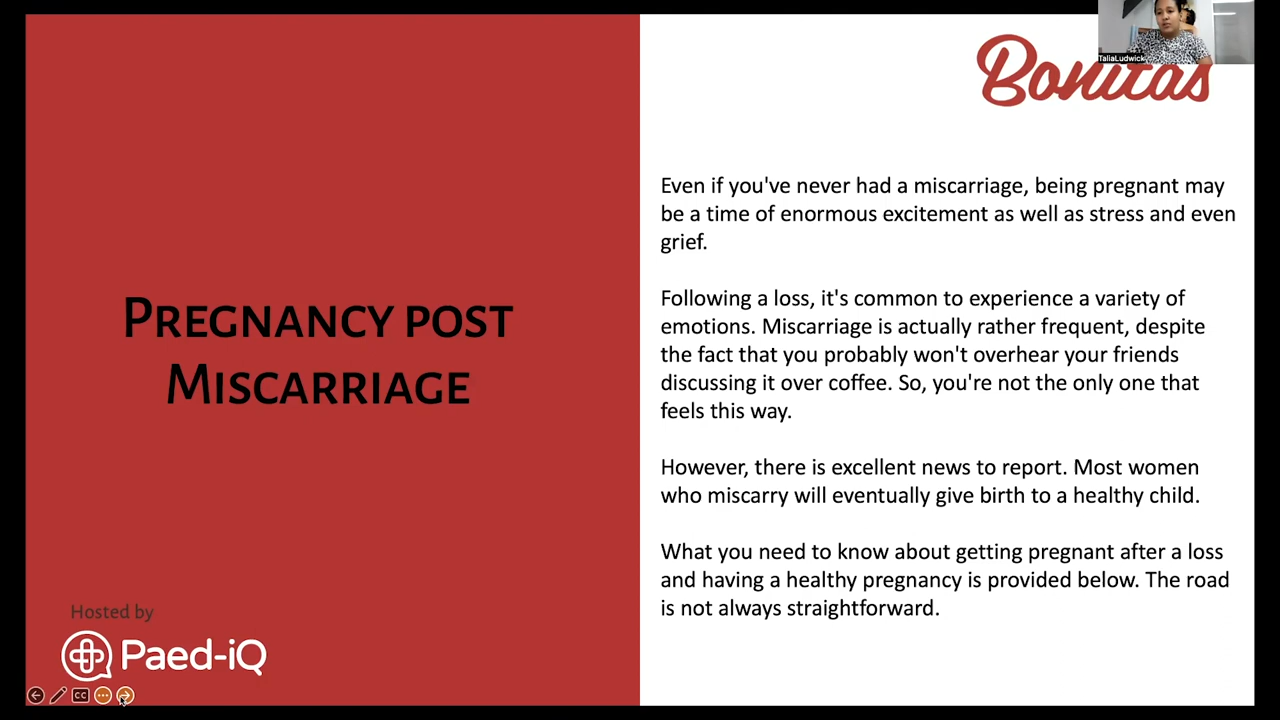 TaliaLudwick
Bonitas
PREGNANCY POST
MISCARRIAGE
Even if you've never had a miscarriage, being pregnant may
be a time of enormous excitement as well as stress and even
grief.
Following a loss, it's common to experience a variety of
emotions. Miscarriage is actually rather frequent, despite
the fact that you probably won't overhear your friends
discussing it over coffee. So, you're not the only one that
feels this way.
However, there is excellent news to report. Most women
who miscarry will eventually give birth to a healthy child.
What you need to know about getting pregnant after a loss
and having a healthy pregnancy is provided below. The road
is not always straightforward.
Hosted by
Paed-iQ
CC